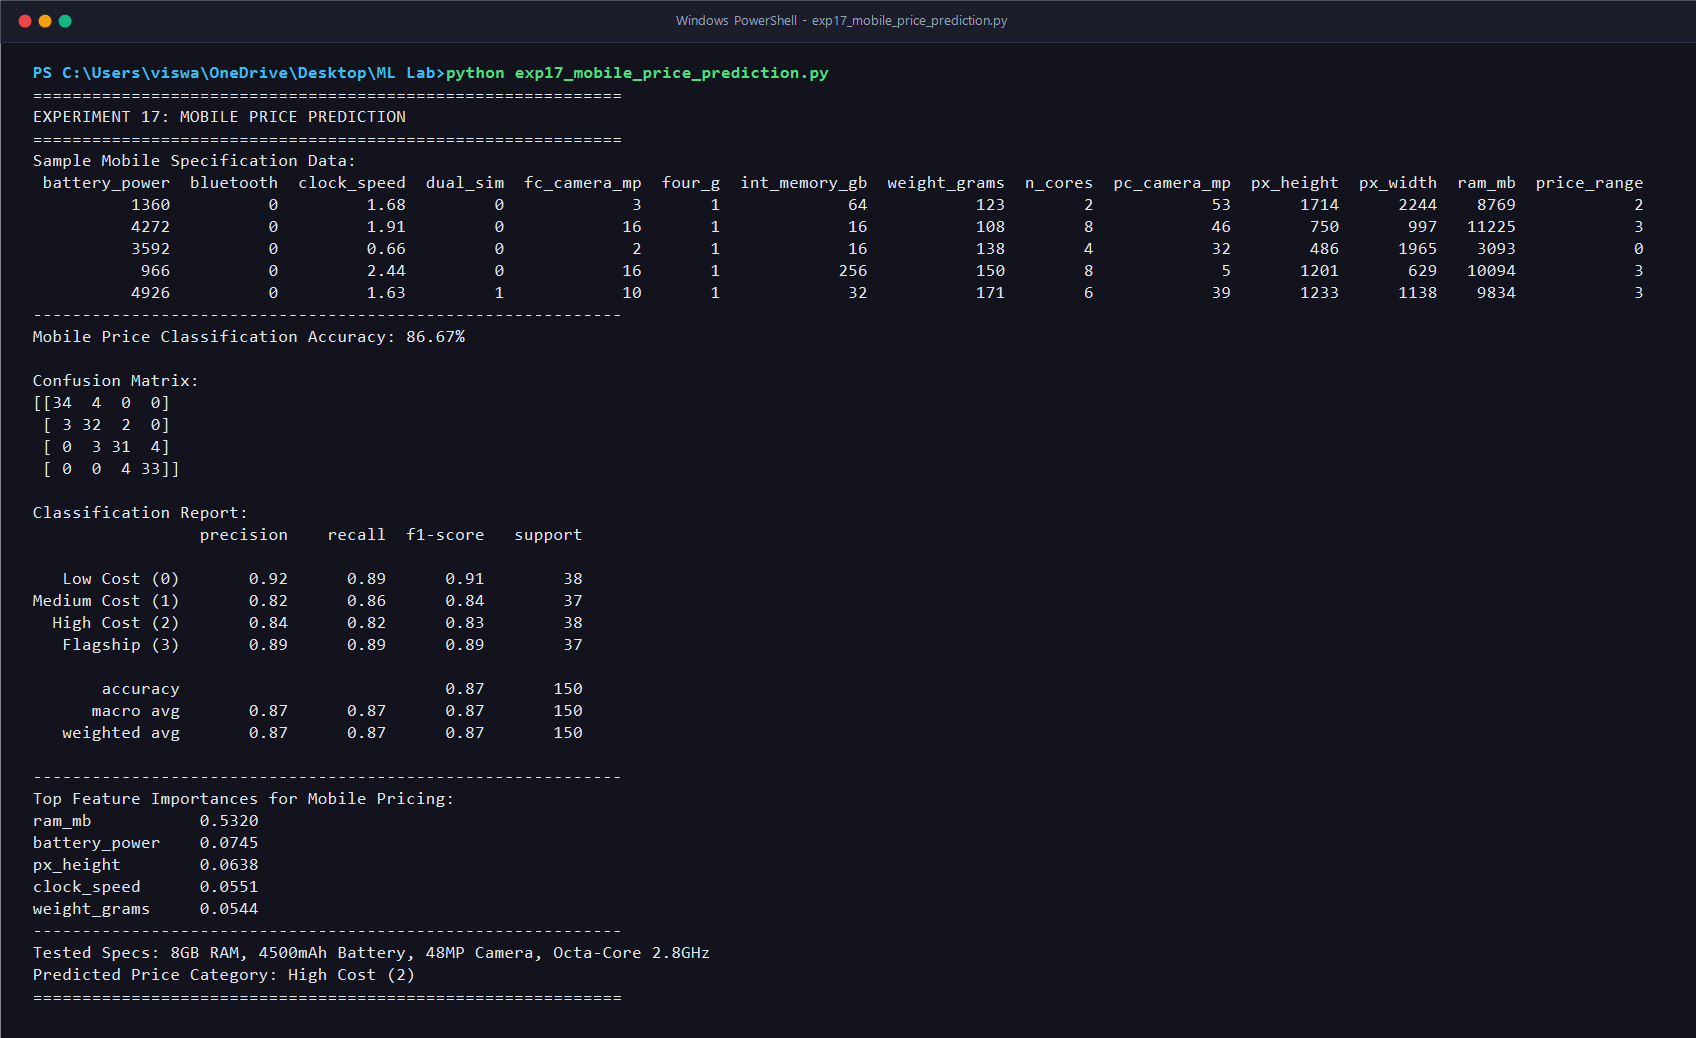 Windows PowerShell - exp17_mobile_price_prediction.py
PS C:\Users\viswa\OneDrive\Desktop\ML Lab>python exp17_mobile_price_prediction.py
============================================================
EXPERIMENT 17: MOBILE PRICE PREDICTION
============================================================
Sample Mobile Specification Data:
 battery_power  bluetooth  clock_speed  dual_sim  fc_camera_mp  four_g  int_memory_gb  weight_grams  n_cores  pc_camera_mp  px_height  px_width  ram_mb  price_range
          1360          0         1.68         0             3       1             64           123        2            53       1714      2244    8769            2
          4272          0         1.91         0            16       1             16           108        8            46        750       997   11225            3
          3592          0         0.66         0             2       1             16           138        4            32        486      1965    3093            0
           966          0         2.44         0            16       1            256           150        8             5       1201       629   10094            3
          4926          0         1.63         1            10       1             32           171        6            39       1233      1138    9834            3
------------------------------------------------------------
Mobile Price Classification Accuracy: 86.67%
Confusion Matrix:
[[34  4  0  0]
 [ 3 32  2  0]
 [ 0  3 31  4]
 [ 0  0  4 33]]
Classification Report:
                 precision    recall  f1-score   support
   Low Cost (0)       0.92      0.89      0.91        38
Medium Cost (1)       0.82      0.86      0.84        37
  High Cost (2)       0.84      0.82      0.83        38
   Flagship (3)       0.89      0.89      0.89        37
       accuracy                           0.87       150
      macro avg       0.87      0.87      0.87       150
   weighted avg       0.87      0.87      0.87       150
------------------------------------------------------------
Top Feature Importances for Mobile Pricing:
ram_mb           0.5320
battery_power    0.0745
px_height        0.0638
clock_speed      0.0551
weight_grams     0.0544
------------------------------------------------------------
Tested Specs: 8GB RAM, 4500mAh Battery, 48MP Camera, Octa-Core 2.8GHz
Predicted Price Category: High Cost (2)
============================================================